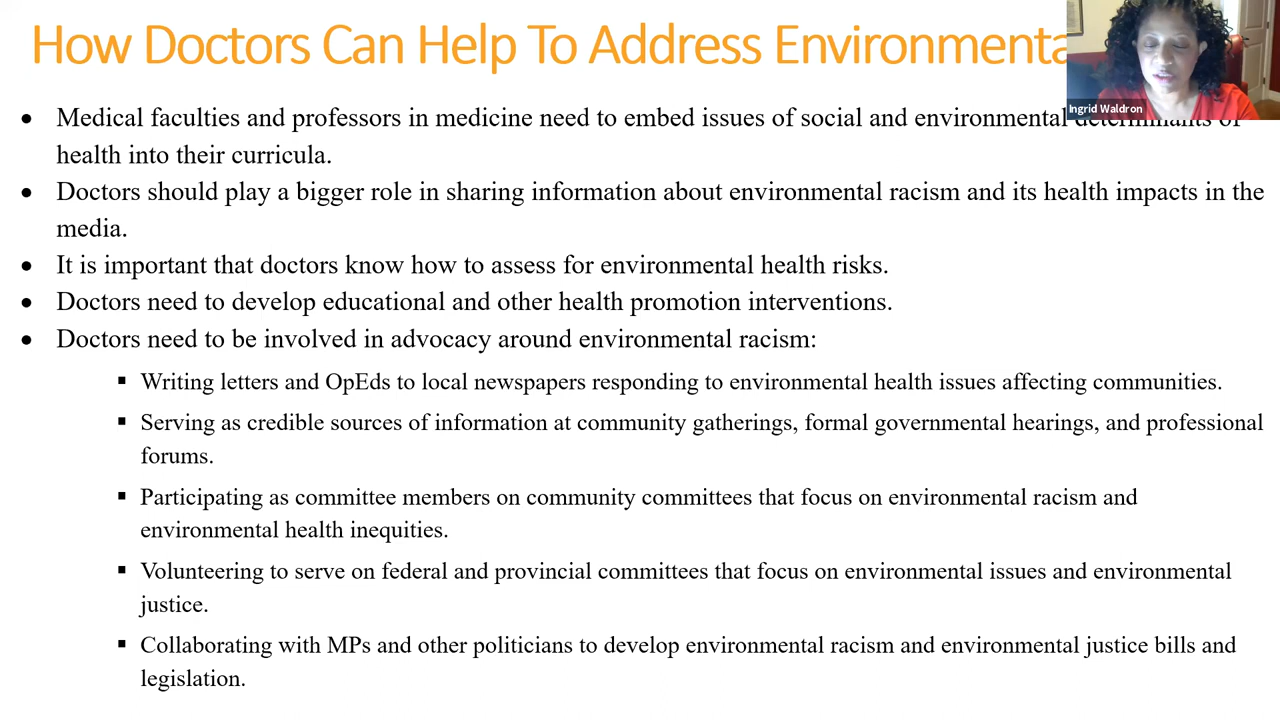 How Doctors Can Help To Address Environmenta
Ingrid Waldron
• Medical faculties and professors in medicine need to embed issues of social and environmental determinants of
health into their curricula.
• Doctors should play a bigger role in sharing information about environmental racism and its health impacts in the
media.
• It is important that doctors know how to assess for environmental health risks.
• Doctors need to develop educational and other health promotion interventions.
• Doctors need to be involved in advocacy around environmental racism:
▪ Writing letters and OpEds to local newspapers responding to environmental health issues affecting communities.
▪ Serving as credible sources of information at community gatherings, formal governmental hearings, and professional
forums.
▪ Participating as committee members on community committees that focus on environmental racism and
environmental health inequities.
▪ Volunteering to serve on federal and provincial committees that focus on environmental issues and environmental
justice.
▪ Collaborating with MPs and other politicians to develop environmental racism and environmental justice bills and
legislation.